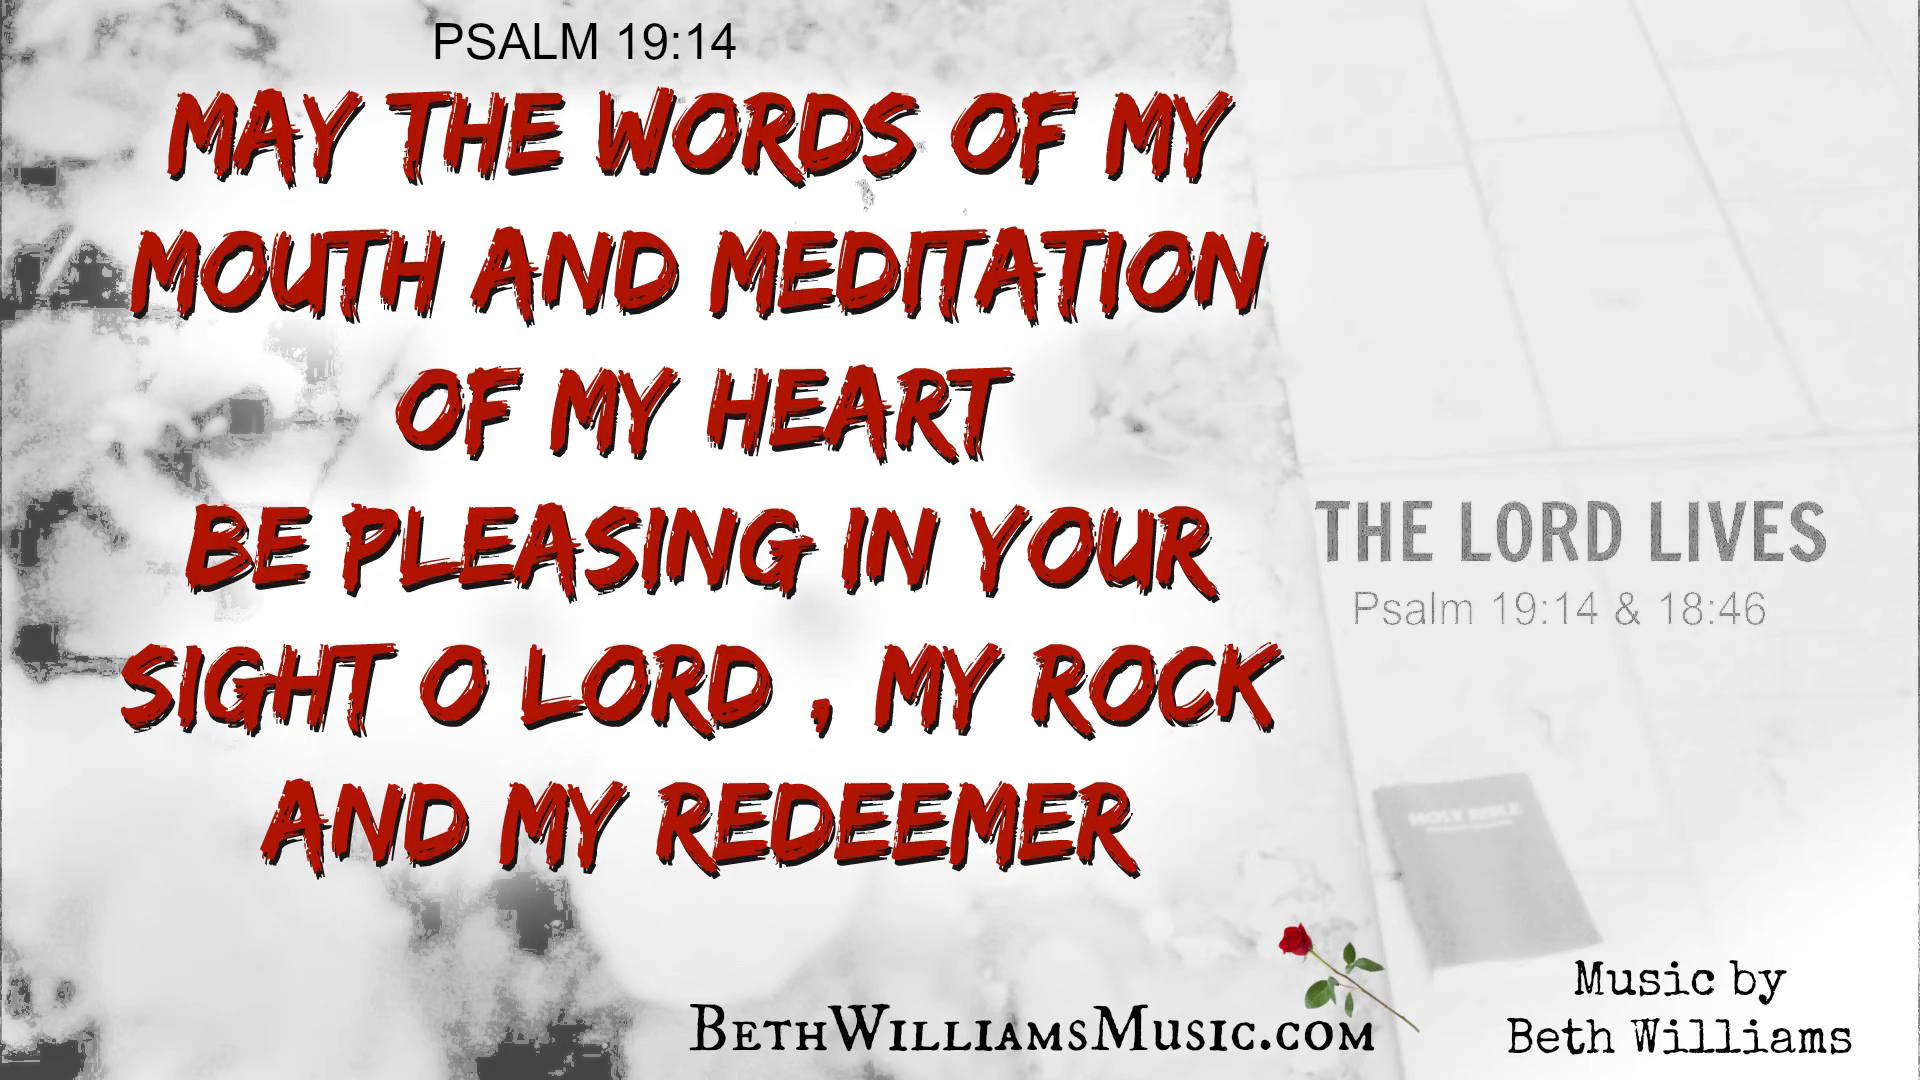 PSALM 19:14
MAY THE WORDS OF MY
MOUTH AND MEDITATION
OF MY HEART
BE PLEASING IN YOUR
SIGHT O LORD , MY ROCK
AND MY REDEEMER
THE LORD LIVES
Psalm 19:14 & 18:46
HOLY BIBLE
BETHWILLIAMSMUSIC.COM
Music by
Beth Williams